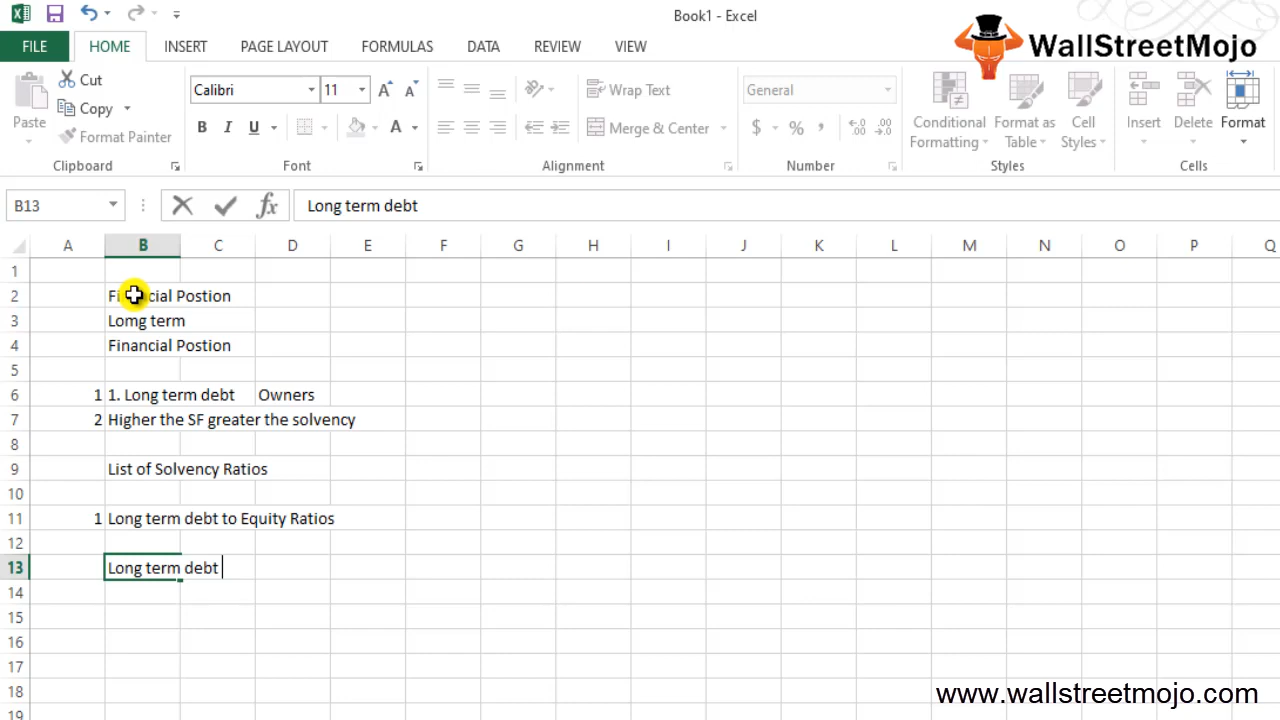 Book1 - Excel
WallStreetMojo
FILE HOME INSERT PAGE LAYOUT FORMULAS DATA REVIEW VIEW
Paste
Cut
Copy
Format Painter
Clipboard
Calibri 11
B I U A
Font
Wrap Text
Merge & Center
Alignment
General
$ % ,
Number
Conditional Formatting
Format as Table
Cell Styles
Styles
Insert Delete Format
Cells
B13 fx Long term debt
A B C D E F G H I J K L M N O P Q
1
2 Financial Postion
3 Lomg term
4 Financial Postion
5
6 1 1. Long term debt Owners
7 2 Higher the SF greater the solvency
8
9 List of Solvency Ratios
10
11 1 Long term debt to Equity Ratios
12
13 Long term debt
14
15
16
17
18
19
www.wallstreetmojo.com